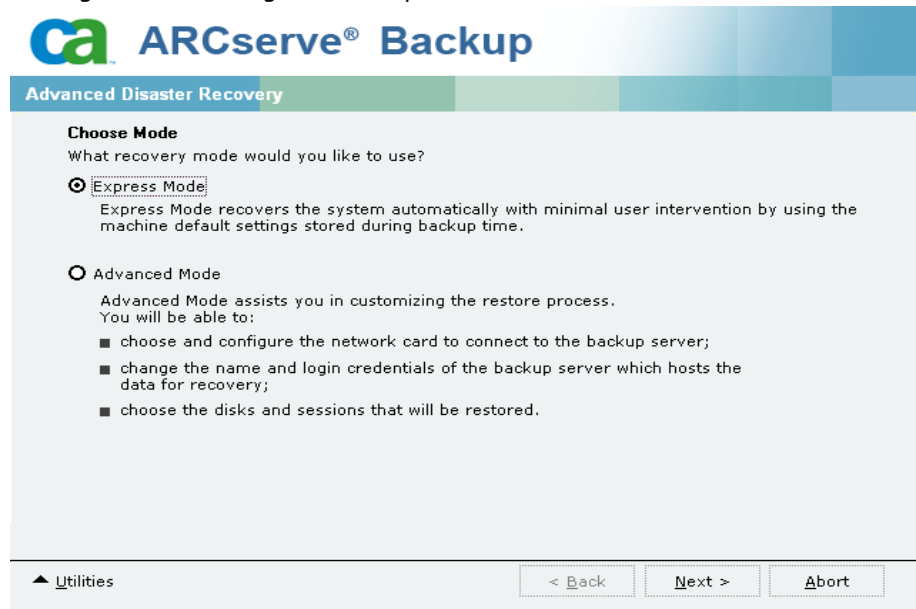 ca
ARCserve® Backup
Advanced Disaster Recovery
Choose Mode
What recovery mode would you like to use?
Express Mode
Express Mode recovers the system automatically with minimal user intervention by using the
machine default settings stored during backup time.
Advanced Mode
Advanced Mode assists you in customizing the restore process.
You will be able to:
■ choose and configure the network card to connect to the backup server;
■ change the name and login credentials of the backup server which hosts the
data for recovery;
■ choose the disks and sessions that will be restored.
Utilities
< Back
Next >
Abort